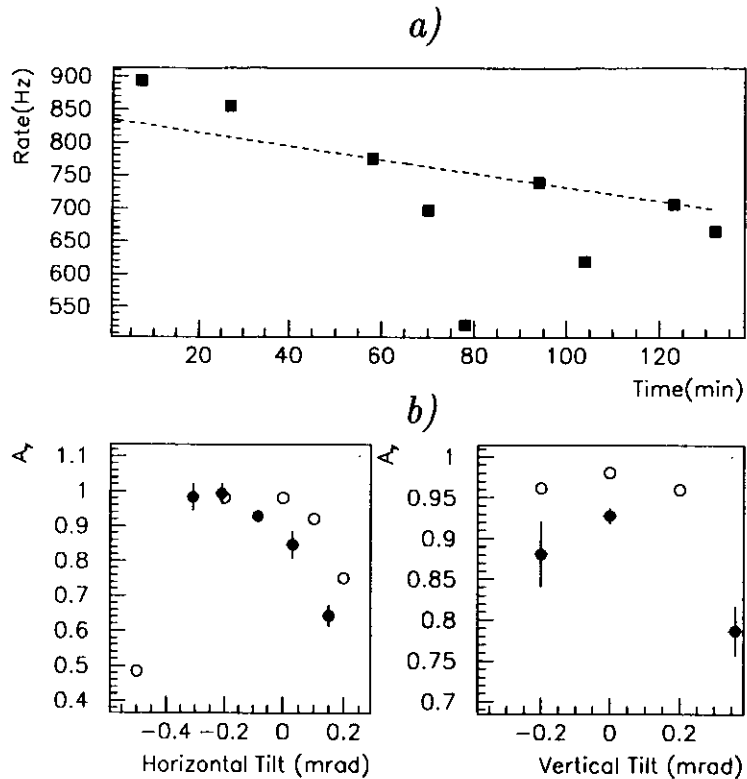 a)
Rate(Hz)
900
850
800
750
700
650
600
550
20 40 60 80 100 120
Time(min)
b)
Aγ
1.1
1
0.9
0.8
0.7
0.6
0.5
0.4
−0.4 −0.2 0 0.2
Horizontal Tilt (mrad)
Aγ
1
0.95
0.9
0.85
0.8
0.75
0.7
−0.2 0 0.2
Vertical Tilt (mrad)